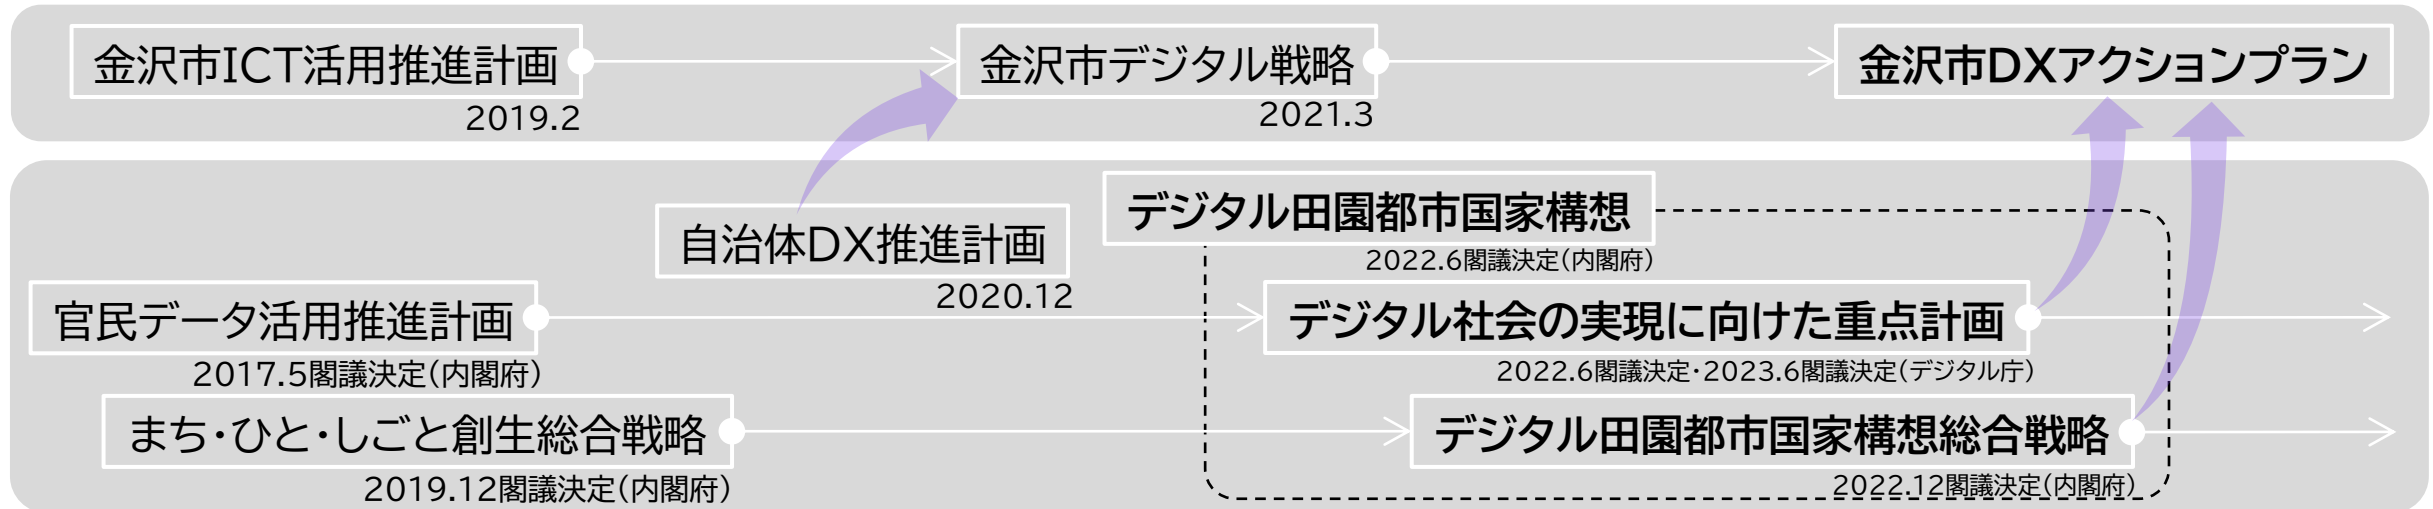 金沢市ICT活用推進計画
2019.2
金沢市デジタル戦略
2021.3
金沢市DXアクションプラン
自治体DX推進計画
2020.12
デジタル田園都市国家構想
2022.6閣議決定(内閣府)
官民データ活用推進計画
2017.5閣議決定(内閣府)
デジタル社会の実現に向けた重点計画
2022.6閣議決定・2023.6閣議決定(デジタル庁)
まち・ひと・しごと創生総合戦略
2019.12閣議決定(内閣府)
デジタル田園都市国家構想総合戦略
2022.12閣議決定(内閣府)